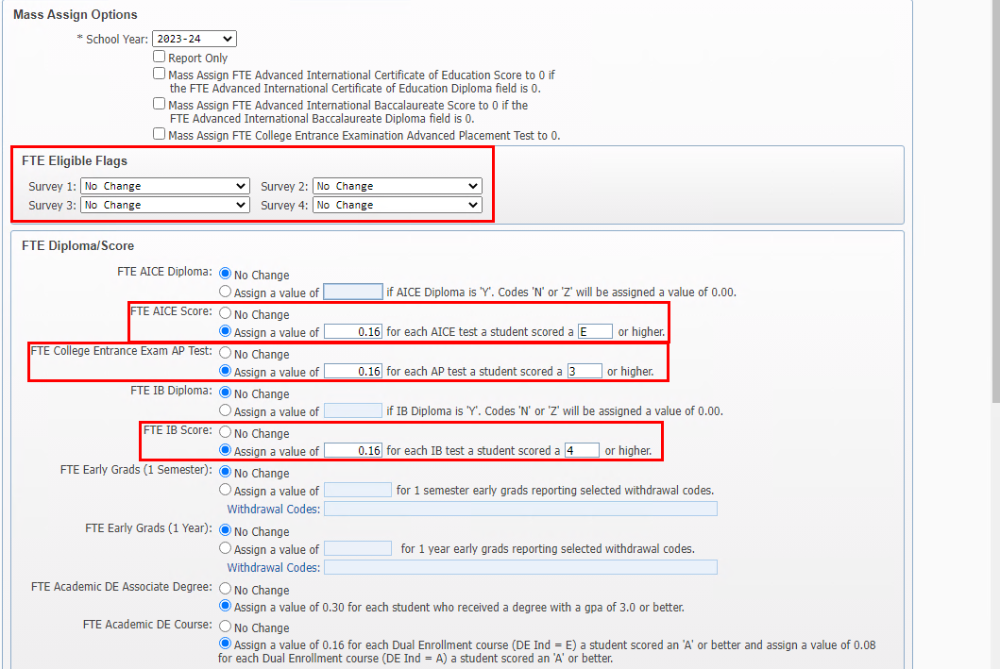 Mass Assign Options
* School Year: 2023-24
Report Only
Mass Assign FTE Advanced International Certificate of Education Score to 0 if
the FTE Advanced International Certificate of Education Diploma field is 0.
Mass Assign FTE Advanced International Baccalaureate Score to 0 if the
FTE Advanced International Baccalaureate Diploma field is 0.
Mass Assign FTE College Entrance Examination Advanced Placement Test to 0.
FTE Eligible Flags
Survey 1: No Change Survey 2: No Change
Survey 3: No Change Survey 4: No Change
FTE Diploma/Score
FTE AICE Diploma: No Change
Assign a value of if AICE Diploma is 'Y'. Codes 'N' or 'Z' will be assigned a value of 0.00.
FTE AICE Score: No Change
Assign a value of 0.16 for each AICE test a student scored a E or higher.
FTE College Entrance Exam AP Test: No Change
Assign a value of 0.16 for each AP test a student scored a 3 or higher.
FTE IB Diploma: No Change
Assign a value of if IB Diploma is 'Y'. Codes 'N' or 'Z' will be assigned a value of 0.00.
FTE IB Score: No Change
Assign a value of 0.16 for each IB test a student scored a 4 or higher.
FTE Early Grads (1 Semester): No Change
Assign a value of for 1 semester early grads reporting selected withdrawal codes.
Withdrawal Codes:
FTE Early Grads (1 Year): No Change
Assign a value of for 1 year early grads reporting selected withdrawal codes.
Withdrawal Codes:
FTE Academic DE Associate Degree: No Change
Assign a value of 0.30 for each student who received a degree with a gpa of 3.0 or better.
FTE Academic DE Course: No Change
Assign a value of 0.16 for each Dual Enrollment course (DE Ind = E) a student scored an 'A' or better and assign a value of 0.08
for each Dual Enrollment course (DE Ind = A) a student scored an 'A' or better.